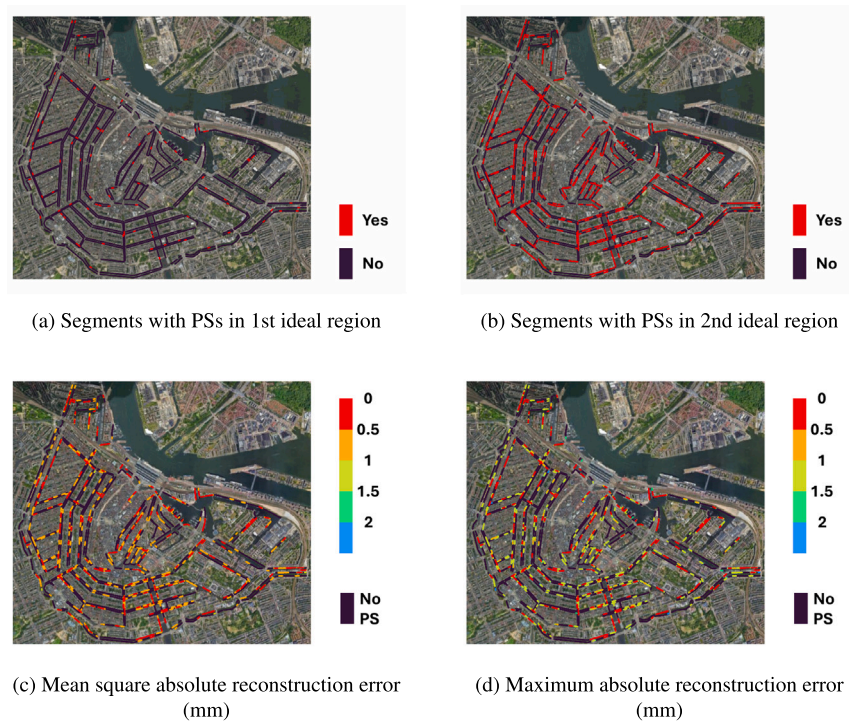 Yes
No
(a) Segments with PSs in 1st ideal region
Yes
No
(b) Segments with PSs in 2nd ideal region
0
0.5
1
1.5
2
No
PS
(c) Mean square absolute reconstruction error
(mm)
0
0.5
1
1.5
2
No
PS
(d) Maximum absolute reconstruction error
(mm)